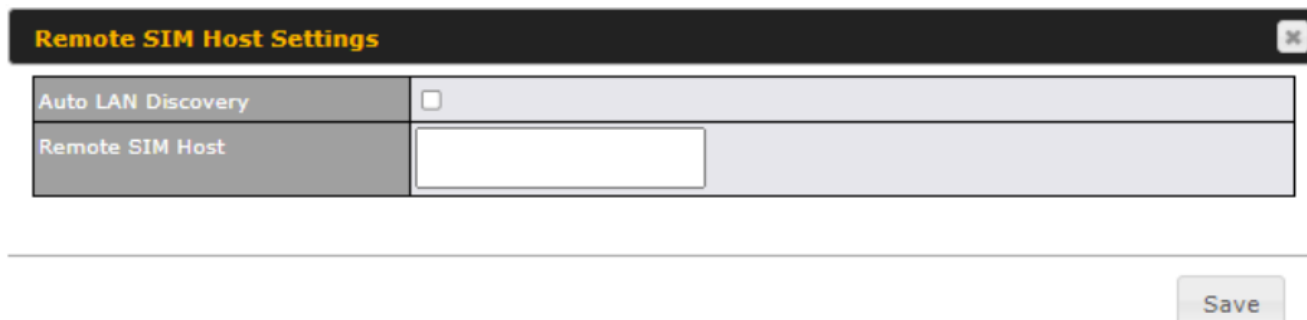 Remote SIM Host Settings
Auto LAN Discovery
Remote SIM Host
Save